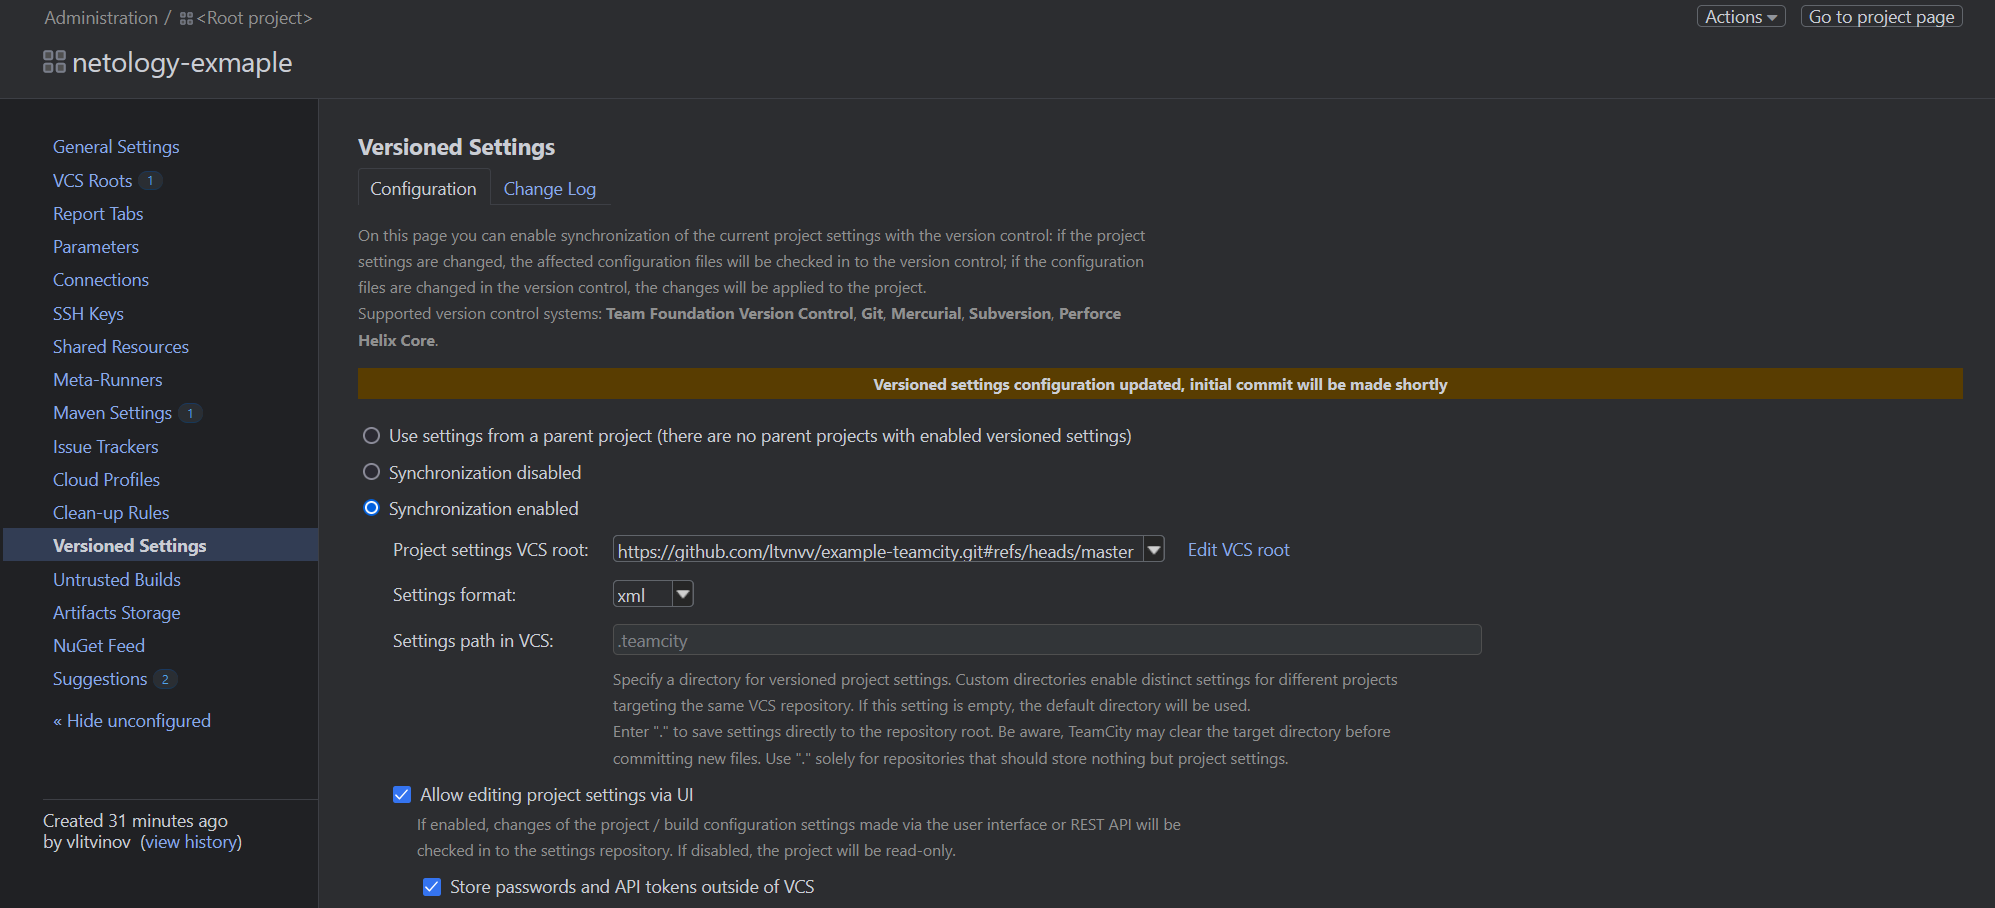 Administration / <Root project>
Actions
Go to project page
netology-exmaple
General Settings
VCS Roots 1
Report Tabs
Parameters
Connections
SSH Keys
Shared Resources
Meta-Runners
Maven Settings 1
Issue Trackers
Cloud Profiles
Clean-up Rules
Versioned Settings
Untrusted Builds
Artifacts Storage
NuGet Feed
Suggestions 2
« Hide unconfigured
Created 31 minutes ago
by vlitvinov (view history)
Versioned Settings
Configuration
Change Log
On this page you can enable synchronization of the current project settings with the version control: if the project
settings are changed, the affected configuration files will be checked in to the version control; if the configuration
files are changed in the version control, the changes will be applied to the project.
Supported version control systems: Team Foundation Version Control, Git, Mercurial, Subversion, Perforce
Helix Core.
Versioned settings configuration updated, initial commit will be made shortly
Use settings from a parent project (there are no parent projects with enabled versioned settings)
Synchronization disabled
Synchronization enabled
Project settings VCS root: https://github.com/ltvnvv/example-teamcity.git#refs/heads/master Edit VCS root
Settings format: xml
Settings path in VCS: .teamcity
Specify a directory for versioned project settings. Custom directories enable distinct settings for different projects
targeting the same VCS repository. If this setting is empty, the default directory will be used.
Enter "." to save settings directly to the repository root. Be aware, TeamCity may clear the target directory before
committing new files. Use "." solely for repositories that should store nothing but project settings.
Allow editing project settings via UI
If enabled, changes of the project / build configuration settings made via the user interface or REST API will be
checked in to the settings repository. If disabled, the project will be read-only.
Store passwords and API tokens outside of VCS